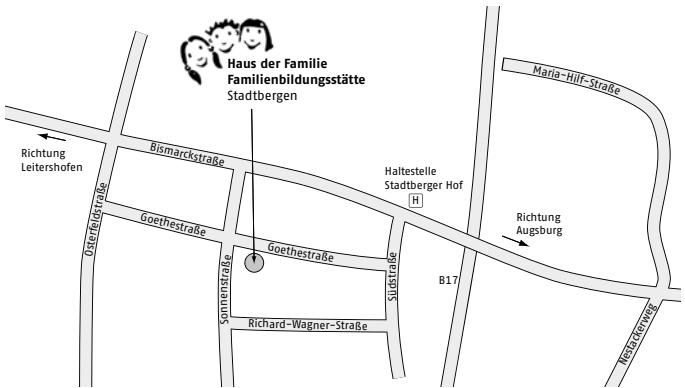 Haus der Familie
Familienbildungsstätte
Stadtbergen
Maria-Hilf-Straße
Bismarckstraße
Richtung
Leitershofen
Haltestelle
Stadtberger Hof
H
Richtung
Augsburg
Osterfeldstraße
Goethestraße
Goethestraße
Sonnenstraße
Südstraße
B17
Richard-Wagner-Straße
Nestackerweg